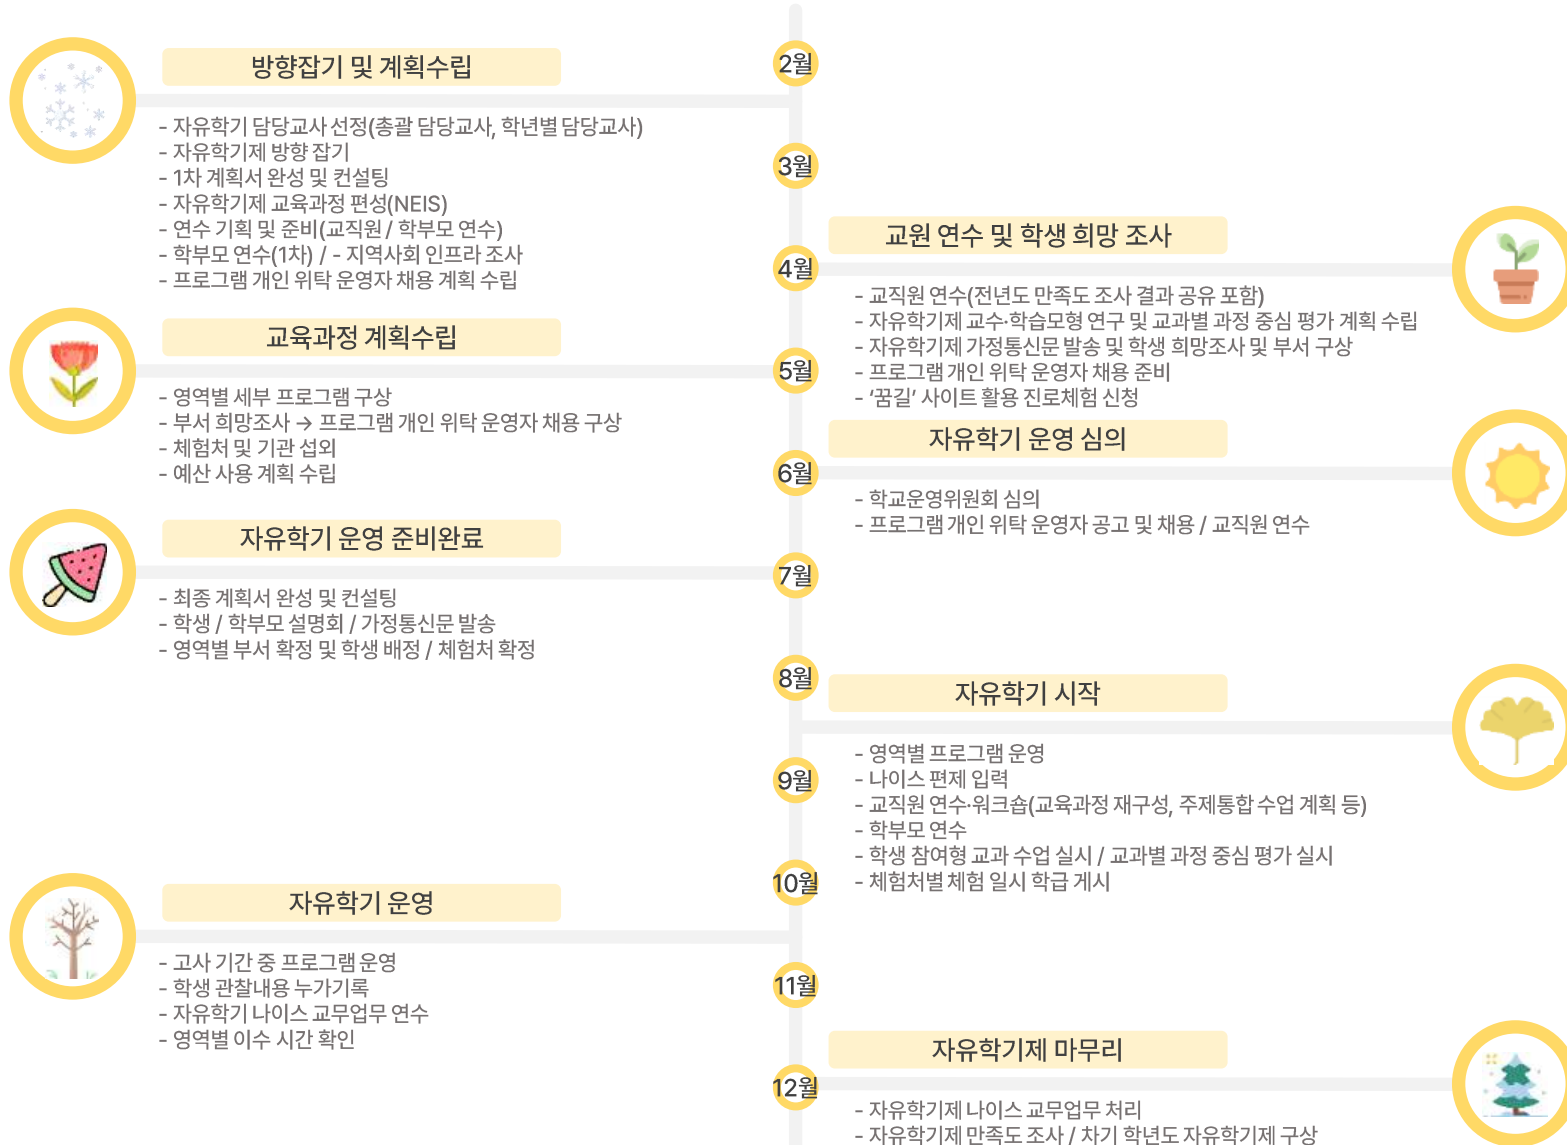 2월
방향잡기 및 계획수립
- 자유학기 담당교사 선정(총괄 담당교사, 학년별 담당교사)
- 자유학기제 방향 잡기
- 1차 계획서 완성 및 컨설팅
- 자유학기제 교육과정 편성(NEIS)
- 연수 기획 및 준비(교직원 / 학부모 연수)
- 학부모 연수(1차) / - 지역사회 인프라 조사
- 프로그램 개인 위탁 운영자 채용 계획 수립
3월
4월
교원 연수 및 학생 희망 조사
- 교직원 연수(전년도 만족도 조사 결과 공유 포함)
- 자유학기제 교수·학습모형 연구 및 교과별 과정 중심 평가 계획 수립
- 자유학기제 가정통신문 발송 및 학생 희망조사 및 부서 구상
- 프로그램 개인 위탁 운영자 채용 준비
- ‘꿈길’ 사이트 활용 진로체험 신청
5월
교육과정 계획수립
- 영역별 세부 프로그램 구상
- 부서 희망조사 → 프로그램 개인 위탁 운영자 채용 구상
- 체험처 및 기관 섭외
- 예산 사용 계획 수립
6월
자유학기 운영 심의
- 학교운영위원회 심의
- 프로그램 개인 위탁 운영자 공고 및 채용 / 교직원 연수
7월
자유학기 운영 준비완료
- 최종 계획서 완성 및 컨설팅
- 학생 / 학부모 설명회 / 가정통신문 발송
- 영역별 부서 확정 및 학생 배정 / 체험처 확정
8월
자유학기 시작
- 영역별 프로그램 운영
- 나이스 편제 입력
- 교직원 연수·워크숍(교육과정 재구성, 주제통합 수업 계획 등)
- 학부모 연수
- 학생 참여형 교과 수업 실시 / 교과별 과정 중심 평가 실시
- 체험처별 체험 일시 학급 게시
9월
10월
자유학기 운영
- 고사 기간 중 프로그램 운영
- 학생 관찰내용 누가기록
- 자유학기 나이스 교무업무 연수
- 영역별 이수 시간 확인
11월
12월
자유학기제 마무리
- 자유학기제 나이스 교무업무 처리
- 자유학기제 만족도 조사 / 차기 학년도 자유학기제 구상